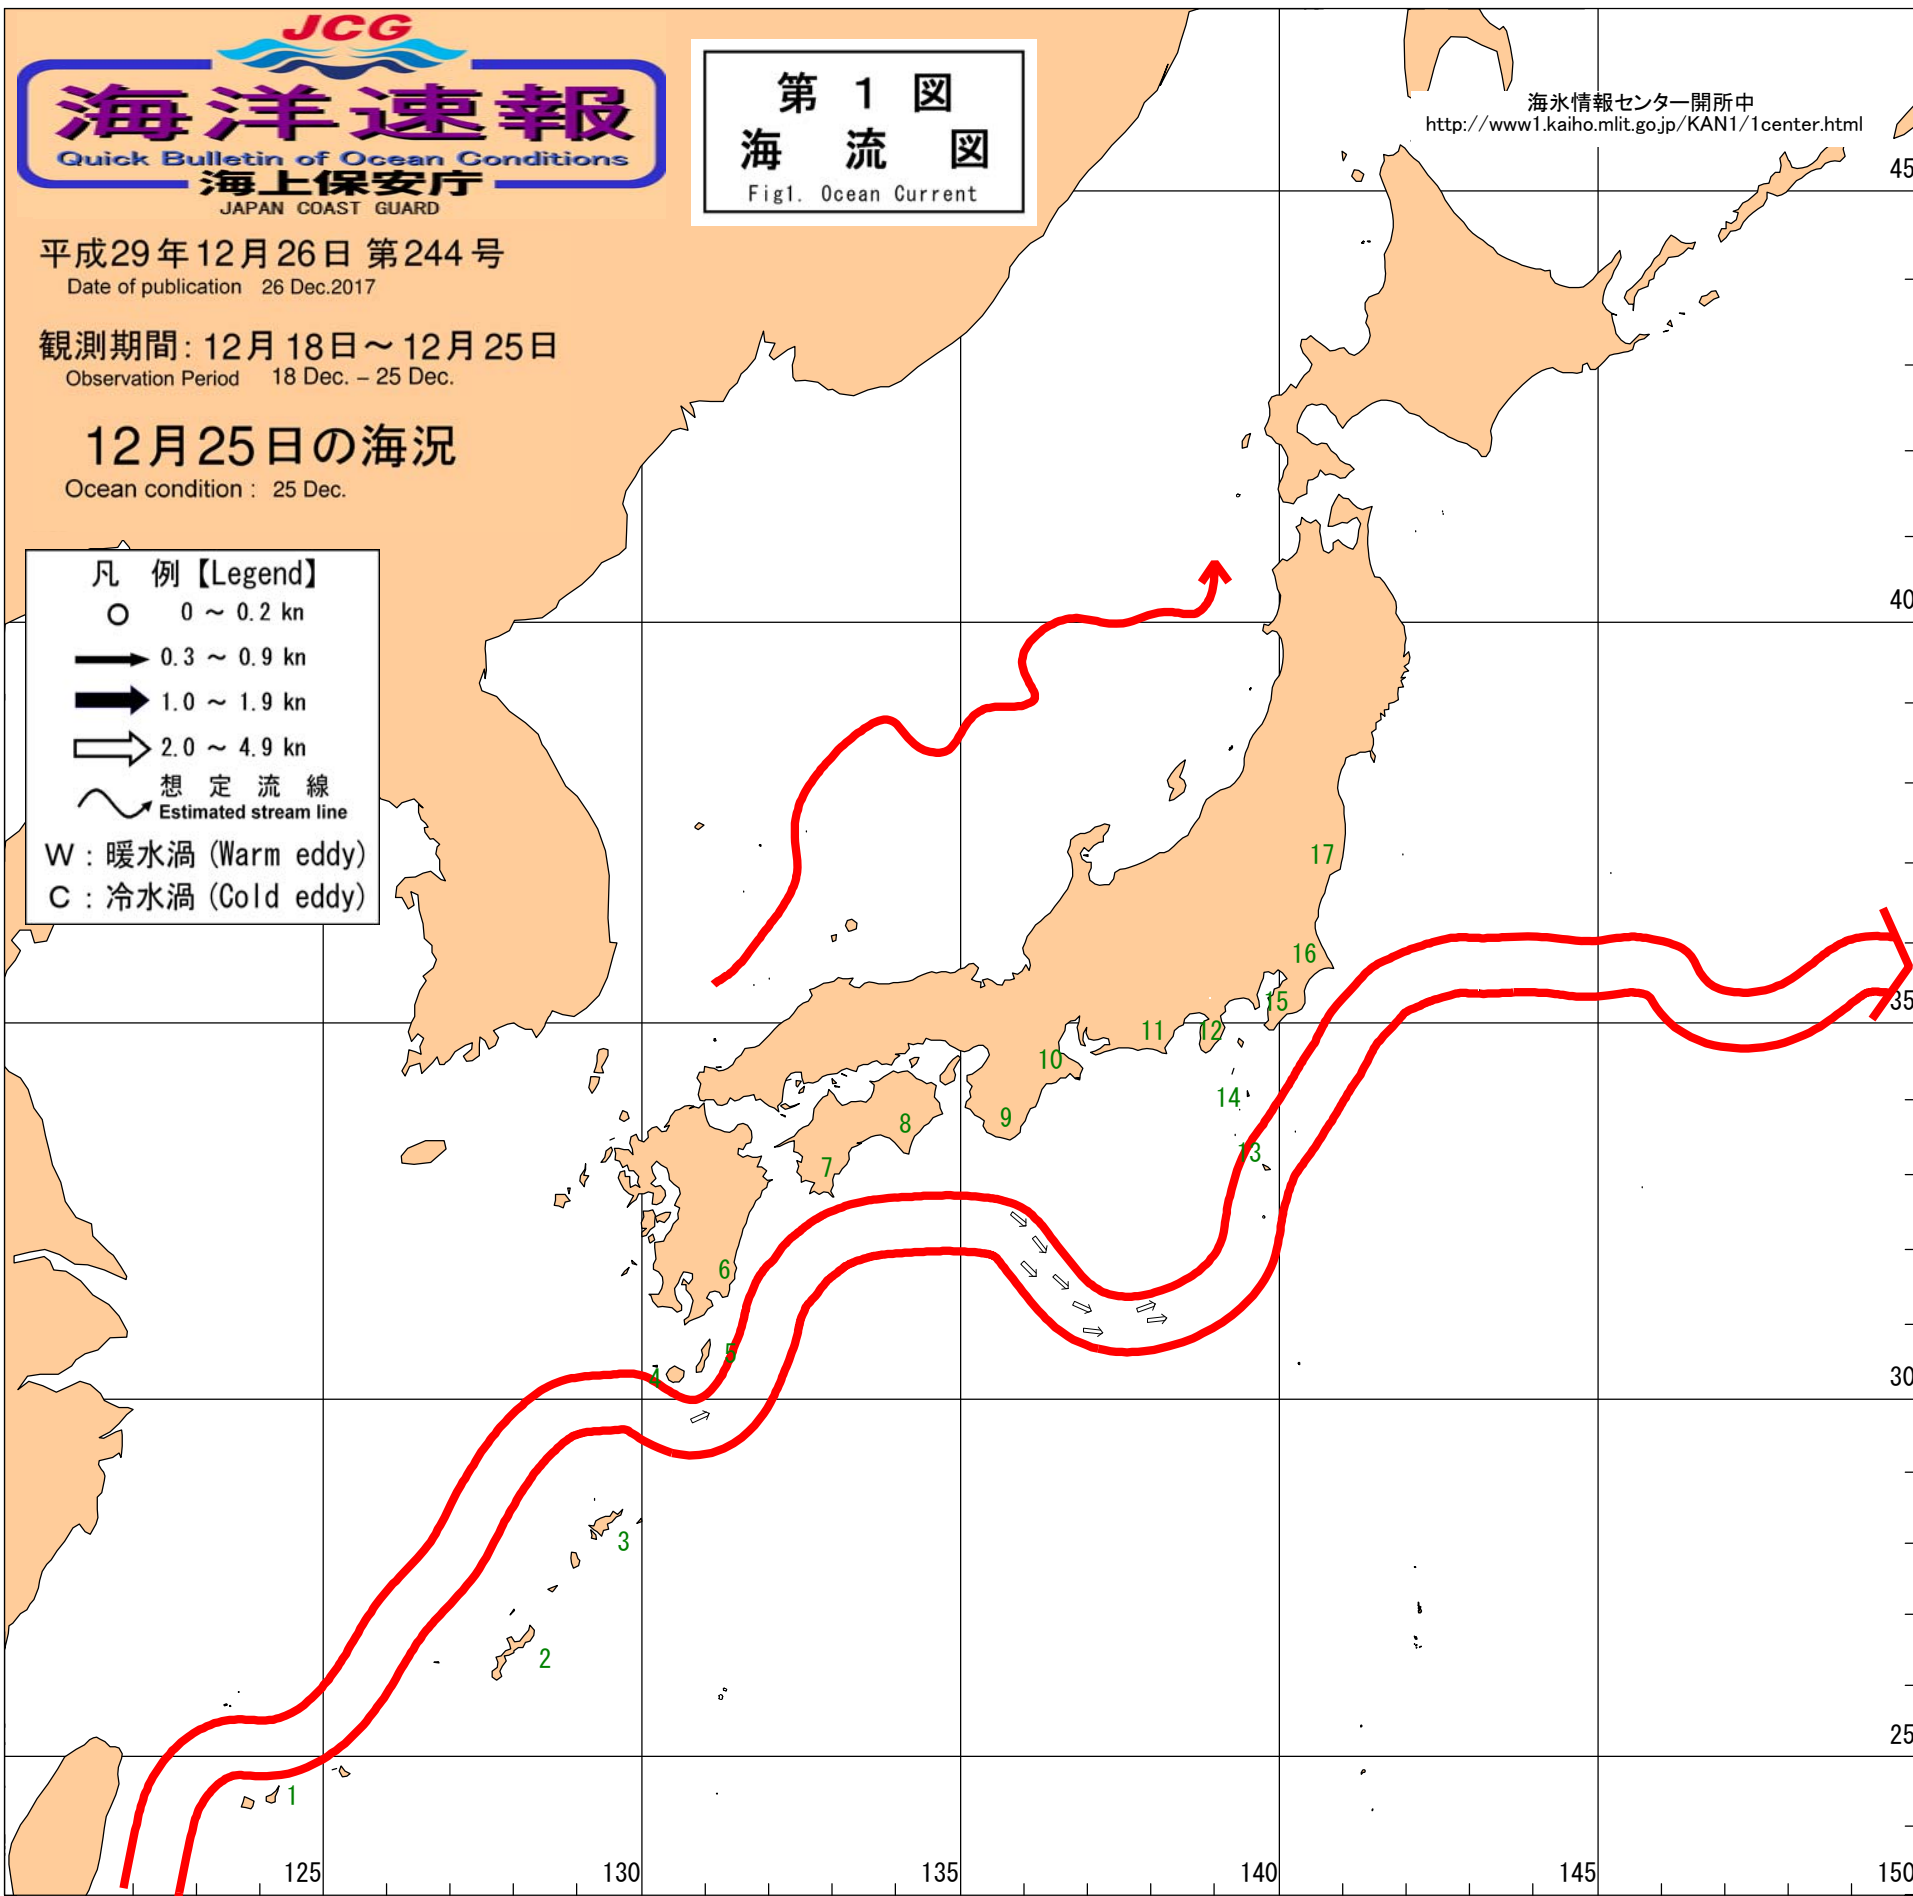 JCG
海洋速報
Quick Bulletin of Ocean Conditions
海上保安庁
JAPAN COAST GUARD
第 1 図
海 流 図
Fig1. Ocean Current
海氷情報センター開所中
http://www1.kaiho.mlit.go.jp/KAN1/1center.html
平成29年12月26日 第244号
Date of publication 26 Dec.2017
観測期間: 12月18日～12月25日
Observation Period 18 Dec. – 25 Dec.
12月25日の海況
Ocean condition : 25 Dec.
凡 例【Legend】
0 ～ 0.2 kn
0.3 ～ 0.9 kn
1.0 ～ 1.9 kn
2.0 ～ 4.9 kn
想 定 流 線
Estimated stream line
W : 暖水渦 (Warm eddy)
C : 冷水渦 (Cold eddy)
45
40
35
30
25
17
16
15
12
11
10
14
13
9
8
7
6
5
4
3
2
1
125
130
135
140
145
150